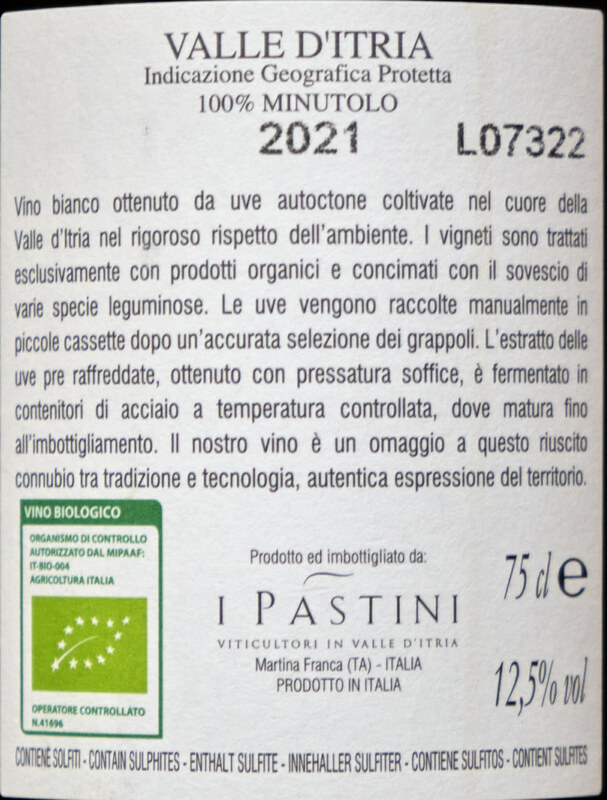 VALLE D'ITRIA
Indicazione Geografica Protetta
100% MINUTOLO
2021 L07322
Vino bianco ottenuto da uve autoctone coltivate nel cuore della
Valle d'Itria nel rigoroso rispetto dell'ambiente. I vigneti sono trattati
esclusivamente con prodotti organici e concimati con il sovescio di
varie specie leguminose. Le uve vengono raccolte manualmente in
piccole cassette dopo un'accurata selezione dei grappoli. L'estratto delle
uve pre raffreddate, ottenuto con pressatura soffice, è fermentato in
contenitori di acciaio a temperatura controllata, dove matura fino
all'imbottigliamento. Il nostro vino è un omaggio a questo riuscito
connubio tra tradizione e tecnologia, autentica espressione del territorio.
VINO BIOLOGICO
ORGANISMO DI CONTROLLO
AUTORIZZATO DAL MIPAAF:
IT-BIO-004
AGRICOLTURA ITALIA
OPERATORE CONTROLLATO
N.41696
Prodotto ed imbottigliato da:
I PASTINI
VITICULTORI IN VALLE D'ITRIA
Martina Franca (TA) - ITALIA
PRODOTTO IN ITALIA
75 cl e
12,5% vol
CONTIENE SOLFITI - CONTAIN SULPHITES - ENTHALT SULFITE - INNEHALLER SULFITER - CONTIENE SULFITOS - CONTIENT SULFITES